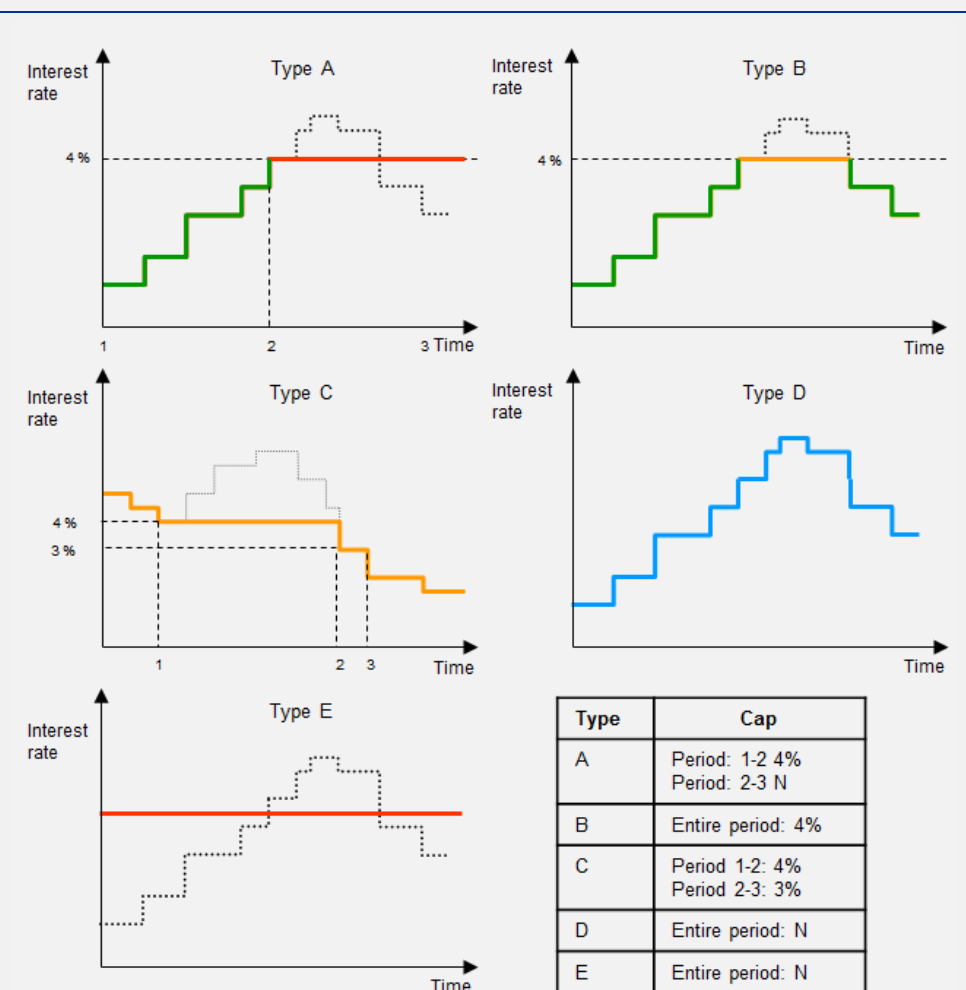 Type A
Interest
rate
4 %
1
2
3 Time
Type B
Interest
rate
4 %
Time
Type C
Interest
rate
4 %
3 %
1
2
3
Time
Type D
Interest
rate
Time
Type E
Interest
rate
Time
Type Cap
A Period: 1-2 4%
Period: 2-3 N
B Entire period: 4%
C Period 1-2: 4%
Period 2-3: 3%
D Entire period: N
E Entire period: N